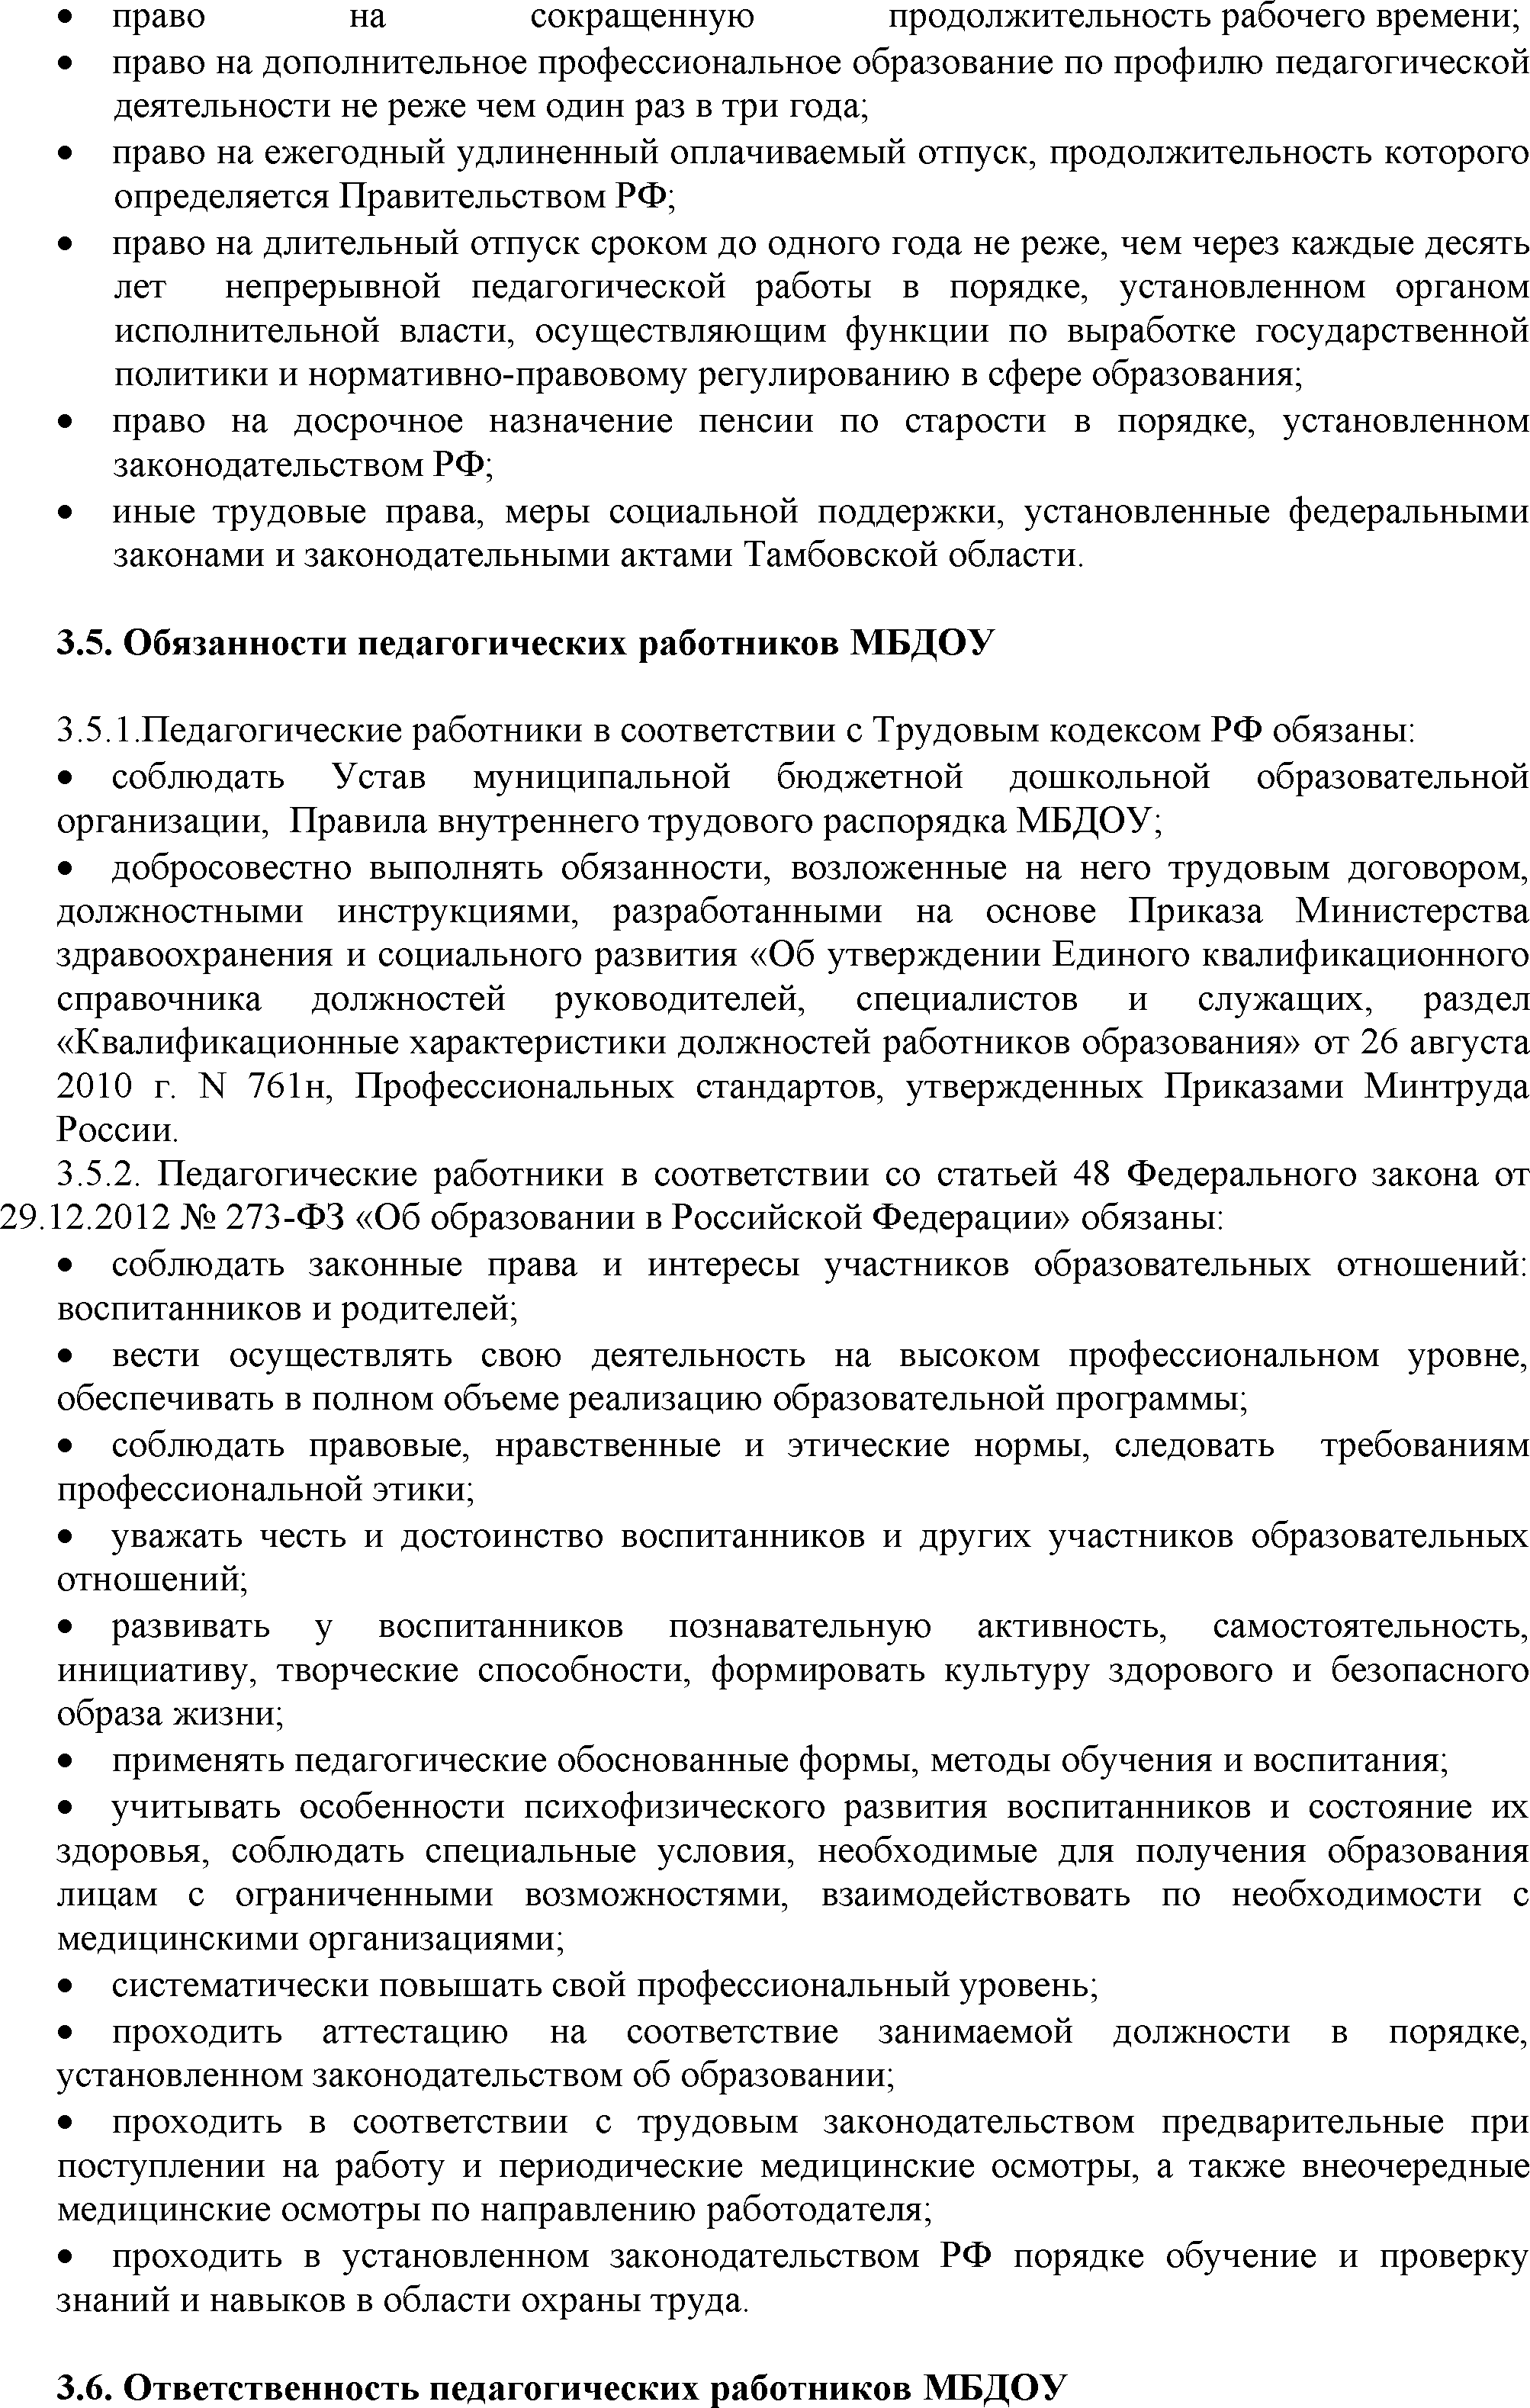 • право на сокращенную продолжительность рабочего времени;
• право на дополнительное профессиональное образование по профилю педагогической
деятельности не реже чем один раз в три года;
• право на ежегодный удлиненный оплачиваемый отпуск, продолжительность которого
определяется Правительством РФ;
• право на длительный отпуск сроком до одного года не реже, чем через каждые десять
лет непрерывной педагогической работы в порядке, установленном органом
исполнительной власти, осуществляющим функции по выработке государственной
политики и нормативно-правовому регулированию в сфере образования;
• право на досрочное назначение пенсии по старости в порядке, установленном
законодательством РФ;
• иные трудовые права, меры социальной поддержки, установленные федеральными
законами и законодательными актами Тамбовской области.
3.5. Обязанности педагогических работников МБДОУ
3.5.1.Педагогические работники в соответствии с Трудовым кодексом РФ обязаны:
• соблюдать Устав муниципальной бюджетной дошкольной образовательной
организации, Правила внутреннего трудового распорядка МБДОУ;
• добросовестно выполнять обязанности, возложенные на него трудовым договором,
должностными инструкциями, разработанными на основе Приказа Министерства
здравоохранения и социального развития «Об утверждении Единого квалификационного
справочника должностей руководителей, специалистов и служащих, раздел
«Квалификационные характеристики должностей работников образования» от 26 августа
2010 г. N 761н, Профессиональных стандартов, утвержденных Приказами Минтруда
России.
3.5.2. Педагогические работники в соответствии со статьей 48 Федерального закона от
29.12.2012 № 273-ФЗ «Об образовании в Российской Федерации» обязаны:
• соблюдать законные права и интересы участников образовательных отношений:
воспитанников и родителей;
• вести осуществлять свою деятельность на высоком профессиональном уровне,
обеспечивать в полном объеме реализацию образовательной программы;
• соблюдать правовые, нравственные и этические нормы, следовать требованиям
профессиональной этики;
• уважать честь и достоинство воспитанников и других участников образовательных
отношений;
• развивать у воспитанников познавательную активность, самостоятельность,
инициативу, творческие способности, формировать культуру здорового и безопасного
образа жизни;
• применять педагогические обоснованные формы, методы обучения и воспитания;
• учитывать особенности психофизического развития воспитанников и состояние их
здоровья, соблюдать специальные условия, необходимые для получения образования
лицам с ограниченными возможностями, взаимодействовать по необходимости с
медицинскими организациями;
• систематически повышать свой профессиональный уровень;
• проходить аттестацию на соответствие занимаемой должности в порядке,
установленном законодательством об образовании;
• проходить в соответствии с трудовым законодательством предварительные при
поступлении на работу и периодические медицинские осмотры, а также внеочередные
медицинские осмотры по направлению работодателя;
• проходить в установленном законодательством РФ порядке обучение и проверку
знаний и навыков в области охраны труда.
3.6. Ответственность педагогических работников МБДОУ